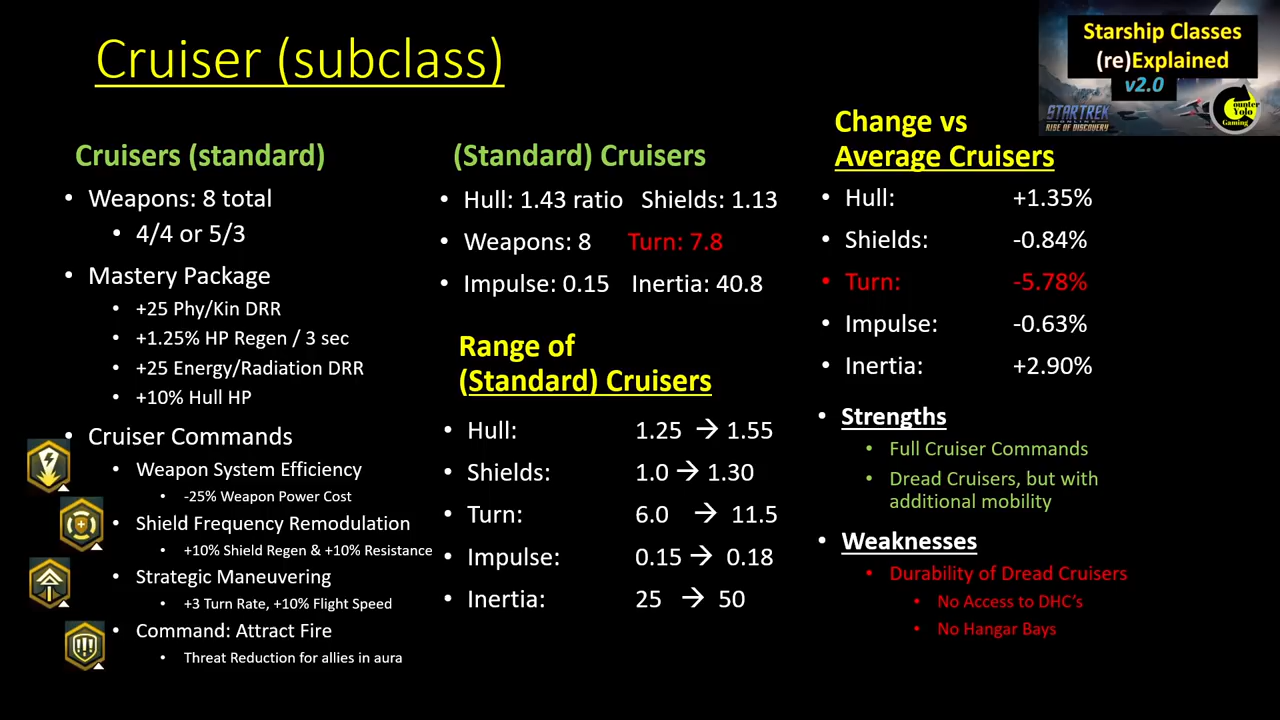 Cruiser (subclass)
Starship Classes
(re)Explained
v2.0
STAR TREK
ONLINE
RISE OF DISCOVERY
Counter
Yolo
Gaming
Cruisers (standard)
• Weapons: 8 total
• 4/4 or 5/3
• Mastery Package
• +25 Phy/Kin DRR
• +1.25% HP Regen / 3 sec
• +25 Energy/Radiation DRR
• +10% Hull HP
• Cruiser Commands
• Weapon System Efficiency
• -25% Weapon Power Cost
• Shield Frequency Remodulation
• +10% Shield Regen & +10% Resistance
• Strategic Maneuvering
• +3 Turn Rate, +10% Flight Speed
• Command: Attract Fire
• Threat Reduction for allies in aura
(Standard) Cruisers
• Hull: 1.43 ratio Shields: 1.13
• Weapons: 8 Turn: 7.8
• Impulse: 0.15 Inertia: 40.8
Range of
(Standard) Cruisers
• Hull: 1.25 → 1.55
• Shields: 1.0 → 1.30
• Turn: 6.0 → 11.5
• Impulse: 0.15 → 0.18
• Inertia: 25 → 50
Change vs
Average Cruisers
• Hull: +1.35%
• Shields: -0.84%
• Turn: -5.78%
• Impulse: -0.63%
• Inertia: +2.90%
• Strengths
• Full Cruiser Commands
• Dread Cruisers, but with
additional mobility
• Weaknesses
• Durability of Dread Cruisers
• No Access to DHC's
• No Hangar Bays